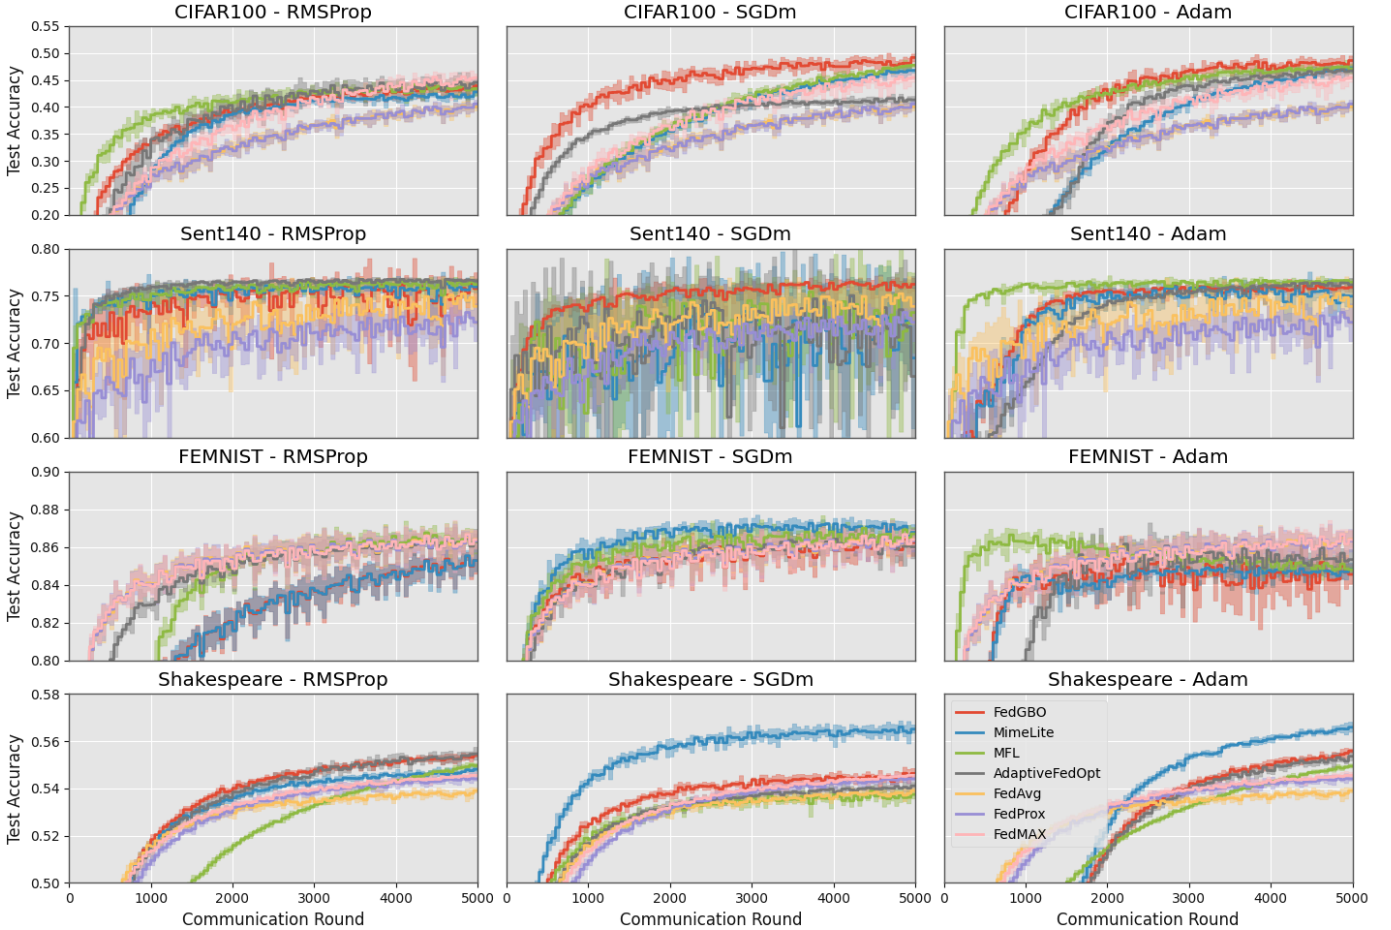 CIFAR100 - RMSProp
CIFAR100 - SGDm
CIFAR100 - Adam
Test Accuracy
0.55
0.50
0.45
0.40
0.35
0.30
0.25
0.20
Sent140 - RMSProp
Sent140 - SGDm
Sent140 - Adam
Test Accuracy
0.80
0.75
0.70
0.65
0.60
FEMNIST - RMSProp
FEMNIST - SGDm
FEMNIST - Adam
Test Accuracy
0.90
0.88
0.86
0.84
0.82
0.80
Shakespeare - RMSProp
Shakespeare - SGDm
Shakespeare - Adam
Test Accuracy
0.58
0.56
0.54
0.52
0.50
FedGBO
MimeLite
MFL
AdaptiveFedOpt
FedAvg
FedProx
FedMAX
0 1000 2000 3000 4000 5000
0 1000 2000 3000 4000 5000
0 1000 2000 3000 4000 5000
Communication Round
Communication Round
Communication Round